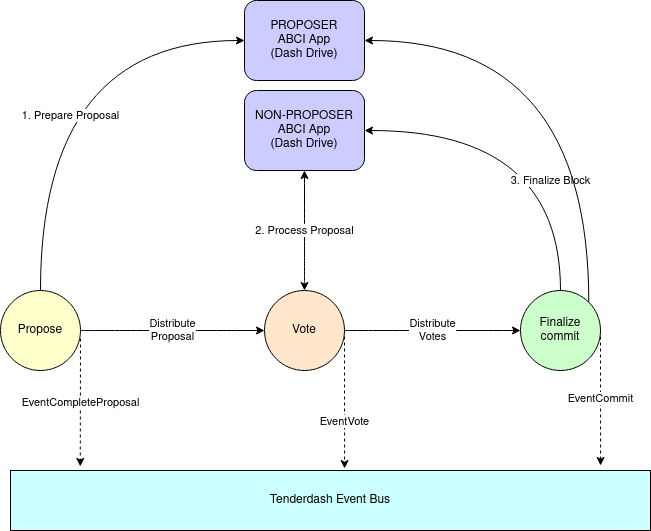 PROPOSER
ABCI App
(Dash Drive)
NON-PROPOSER
ABCI App
(Dash Drive)
1. Prepare Proposal
3. Finalize Block
2. Process Proposal
Propose
Distribute
Proposal
Vote
Distribute
Votes
Finalize
commit
EventCompleteProposal
EventVote
EventCommit
Tenderdash Event Bus